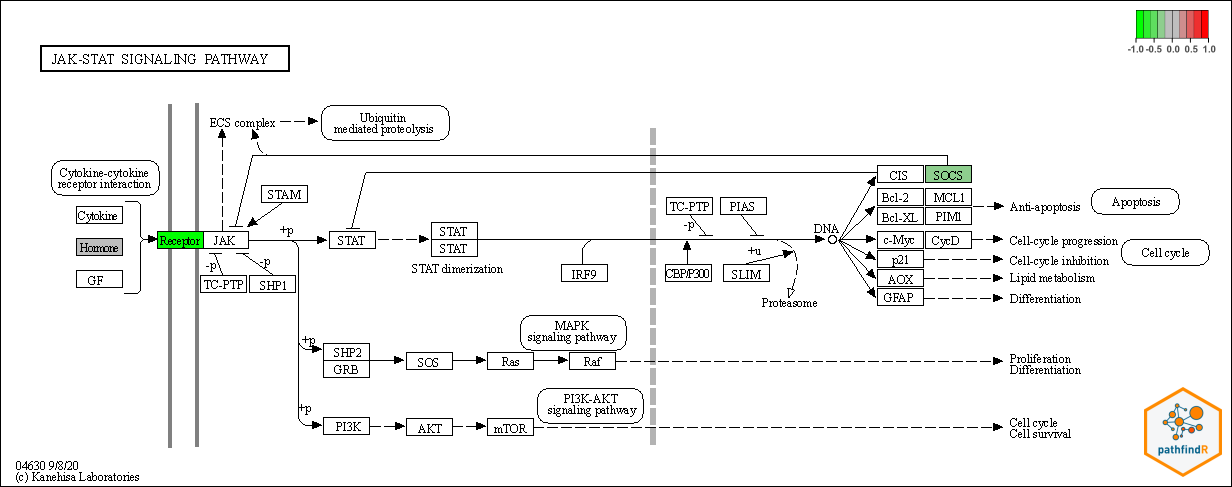 -1.0 -0.5 0.0 0.5 1.0
JAK-STAT SIGNALING PATHWAY
ECS complex
Ubiquitin
mediated proteolysis
Cytokine-cytokine
receptor interaction
CIS
SOCS
STAM
Bcl-2
MCL1
Cytokine
TC-PTP
PIAS
Anti-apoptosis
Apoptosis
Bcl-XL
PIM1
-p
DNA
+p
STAT
Hormone
Receptor
JAK
STAT
STAT
c-Myc
CycD
Cell-cycle progression
+u
Cell cycle
p21
Cell-cycle inhibition
-p
-p
STAT dimerization
IRF9
CBP/P300
SLIM
GF
TC-PTP
SHP1
AOX
Lipid metabolism
GFAP
Differentiation
Proteasome
MAPK
signaling pathway
+p
SHP2
GRB
SOS
Ras
Raf
Proliferation
Differentiation
PI3K-AKT
signaling pathway
+p
PI3K
AKT
mTOR
Cell cycle
Cell survival
pathfindR
04630 9/8/20
(c) Kanehisa Laboratories